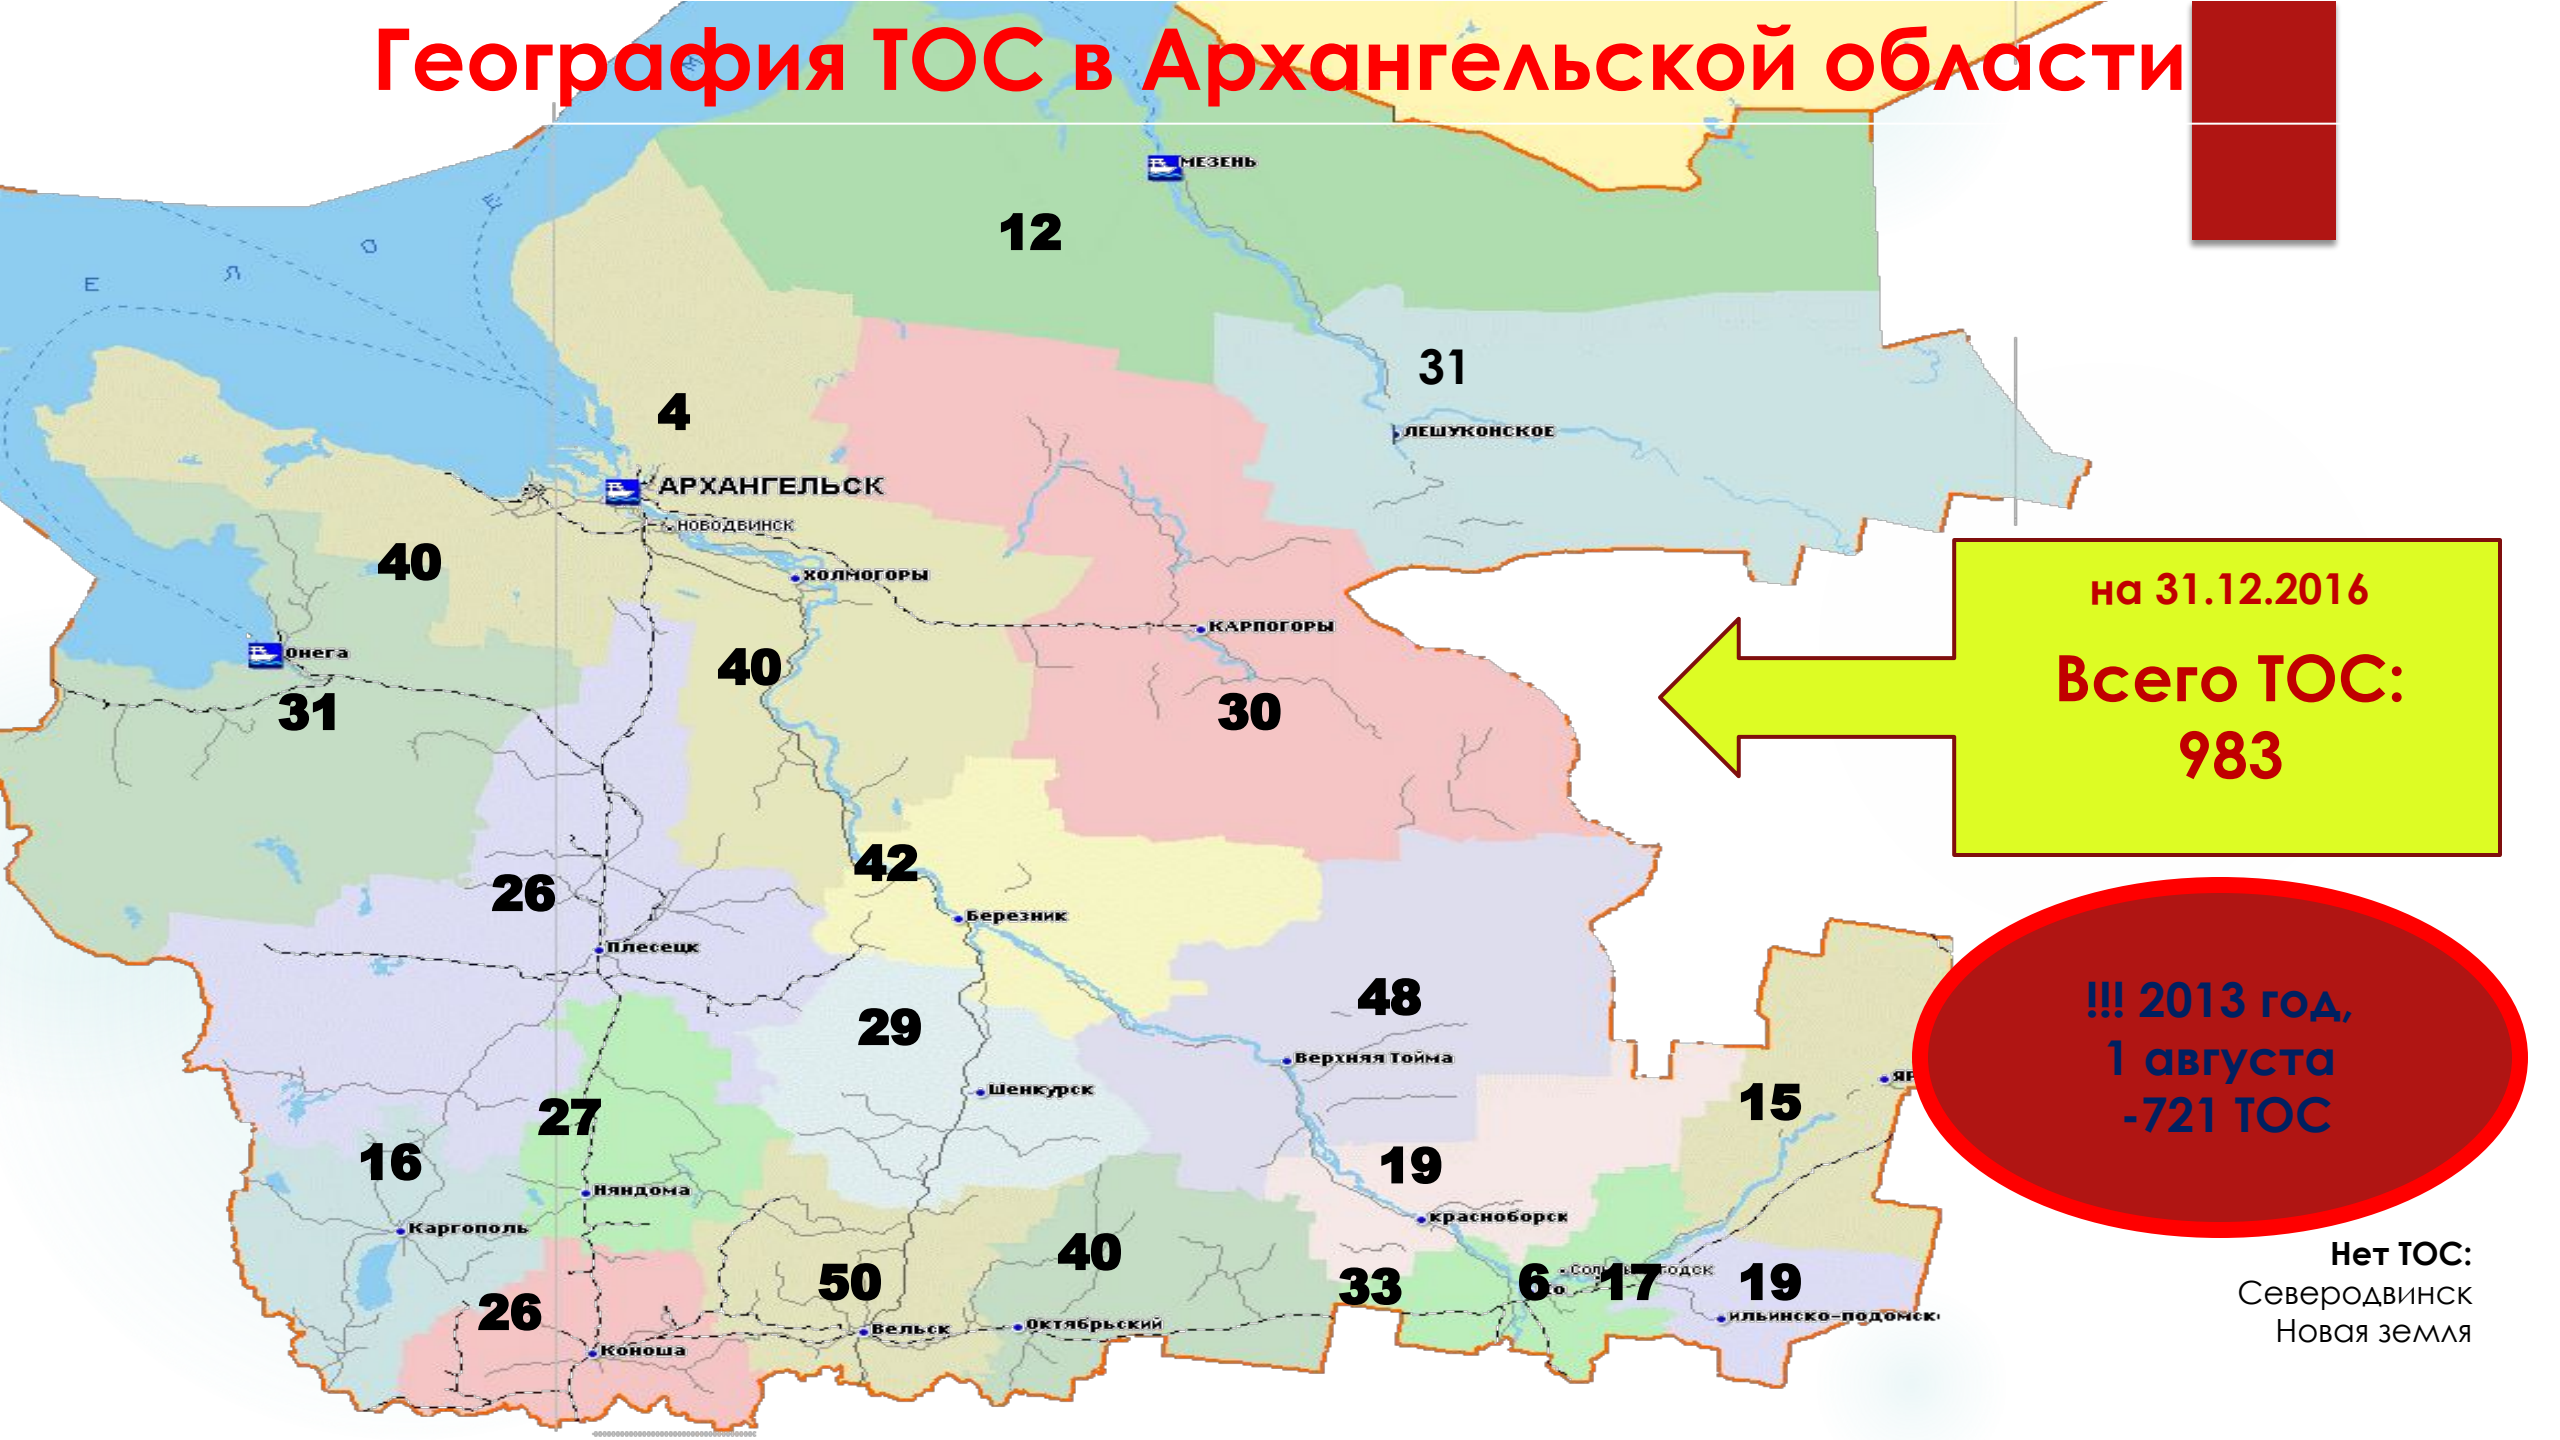 География ТОС в Архангельской области
МЕЗЕНЬ
12
Е
Л
О
Е
31
4
ЛЕШУКОНСКОЕ
АРХАНГЕЛЬСК
НОВОДВИНСК
40
ХОЛМОГОРЫ
на 31.12.2016
КАРПОГОРЫ
Онега
40
31
30
Всего ТОС:
983
42
26
Березник
Плесецк
48
29
!!! 2013 год,
1 августа
-721 ТОС
Верхняя Тойма
Шенкурск
ЯР
15
27
16
19
Няндома
Каргополь
красноборск
40
50
33
6
17
19
26
Нет ТОС:
Северодвинск
Новая земля
ильинско-подомск
Октябрьский
Вельск
Коноша